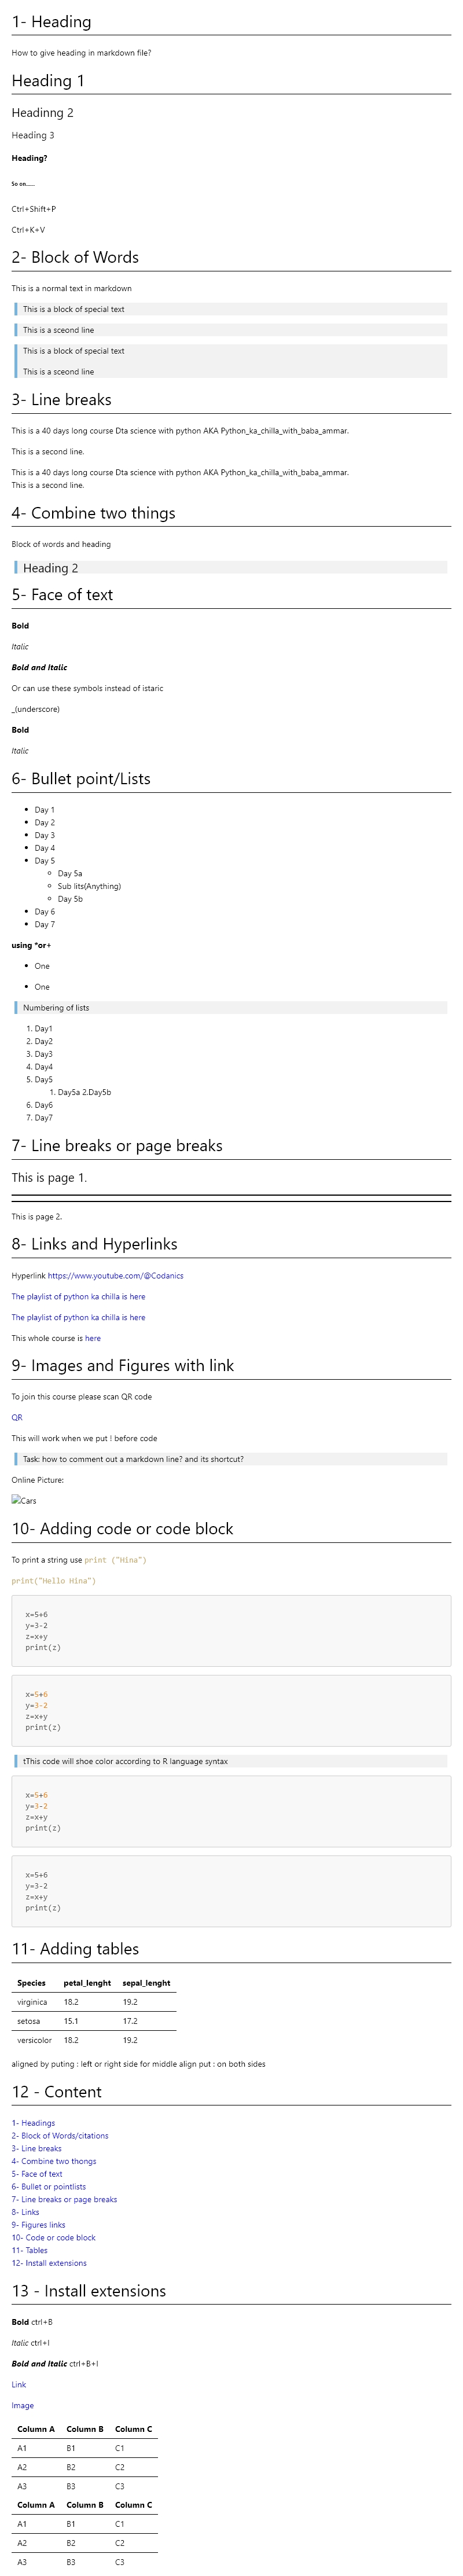 1- Heading
How to give heading in markdown file?
Heading 1
Headinng 2
Heading 3
Heading?
So on.......
Ctrl+Shift+P
Ctrl+K+V
2- Block of Words
This is a normal text in markdown
This is a block of special text
This is a sceond line
This is a block of special text
This is a sceond line
3- Line breaks
This is a 40 days long course Dta science with python AKA Python_ka_chilla_with_baba_ammar.
This is a second line.
This is a 40 days long course Dta science with python AKA Python_ka_chilla_with_baba_ammar.
This is a second line.
4- Combine two things
Block of words and heading
Heading 2
5- Face of text
Bold
Italic
Bold and Italic
Or can use these symbols instead of istaric
_(underscore)
Bold
Italic
6- Bullet point/Lists
• Day 1
• Day 2
• Day 3
• Day 4
• Day 5
◦ Day 5a
◦ Sub lits(Anything)
◦ Day 5b
• Day 6
• Day 7
using *or+
• One
• One
Numbering of lists
1. Day1
2. Day2
3. Day3
4. Day4
5. Day5
1. Day5a 2.Day5b
6. Day6
7. Day7
7- Line breaks or page breaks
This is page 1.
This is page 2.
8- Links and Hyperlinks
Hyperlink https://www.youtube.com/@Codanics
The playlist of python ka chilla is here
The playlist of python ka chilla is here
This whole course is here
9- Images and Figures with link
To join this course please scan QR code
QR
This will work when we put ! before code
Task: how to comment out a markdown line? and its shortcut?
Online Picture:
Cars
10- Adding code or code block
To print a string use print ("Hina")
print("Hello Hina")
x=5+6
y=3-2
z=x+y
print(z)
x=5+6
y=3-2
z=x+y
print(z)
tThis code will shoe color according to R language syntax
x=5+6
y=3-2
z=x+y
print(z)
x=5+6
y=3-2
z=x+y
print(z)
11- Adding tables
Species petal_lenght sepal_lenght
virginica 18.2 19.2
setosa 15.1 17.2
versicolor 18.2 19.2
aligned by puting : left or right side for middle align put : on both sides
12 - Content
1- Headings
2- Block of Words/citations
3- Line breaks
4- Combine two thongs
5- Face of text
6- Bullet or pointlists
7- Line breaks or page breaks
8- Links
9- Figures links
10- Code or code block
11- Tables
12- Install extensions
13 - Install extensions
Bold ctrl+B
Italic ctrl+I
Bold and Italic ctrl+B+I
Link
Image
Column A Column B Column C
A1 B1 C1
A2 B2 C2
A3 B3 C3
Column A Column B Column C
A1 B1 C1
A2 B2 C2
A3 B3 C3